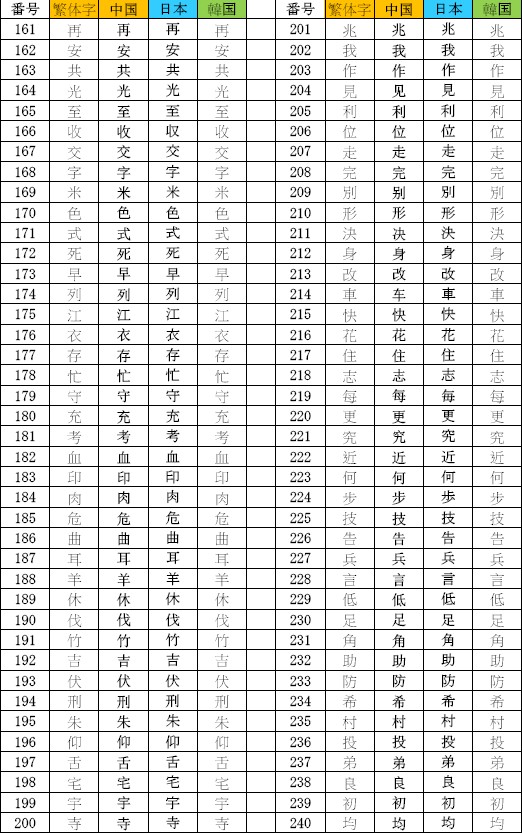 番号 繁体字 中国 日本 韓国 番号 繁体字 中国 日本 韓国
161 再 再 再 再 201 兆 兆 兆 兆
162 安 安 安 安 202 我 我 我 我
163 共 共 共 共 203 作 作 作 作
164 光 光 光 光 204 見 见 見 見
165 至 至 至 至 205 利 利 利 利
166 收 收 収 收 206 位 位 位 位
167 交 交 交 交 207 走 走 走 走
168 字 字 字 字 208 完 完 完 完
169 米 米 米 米 209 別 别 別 別
170 色 色 色 色 210 形 形 形 形
171 式 式 式 式 211 決 决 決 決
172 死 死 死 死 212 身 身 身 身
173 早 早 早 早 213 改 改 改 改
174 列 列 列 列 214 車 车 車 車
175 江 江 江 江 215 快 快 快 快
176 衣 衣 衣 衣 216 花 花 花 花
177 存 存 存 存 217 住 住 住 住
178 忙 忙 忙 忙 218 志 志 志 志
179 守 守 守 守 219 每 每 毎 每
180 充 充 充 充 220 更 更 更 更
181 考 考 考 考 221 究 究 究 究
182 血 血 血 血 222 近 近 近 近
183 印 印 印 印 223 何 何 何 何
184 肉 肉 肉 肉 224 步 步 歩 步
185 危 危 危 危 225 技 技 技 技
186 曲 曲 曲 曲 226 告 告 告 告
187 耳 耳 耳 耳 227 兵 兵 兵 兵
188 羊 羊 羊 羊 228 言 言 言 言
189 休 休 休 休 229 低 低 低 低
190 伐 伐 伐 伐 230 足 足 足 足
191 竹 竹 竹 竹 231 角 角 角 角
192 吉 吉 吉 吉 232 助 助 助 助
193 伏 伏 伏 伏 233 防 防 防 防
194 刑 刑 刑 刑 234 希 希 希 希
195 朱 朱 朱 朱 235 村 村 村 村
196 仰 仰 仰 仰 236 投 投 投 投
197 舌 舌 舌 舌 237 弟 弟 弟 弟
198 宅 宅 宅 宅 238 良 良 良 良
199 宇 宇 宇 宇 239 初 初 初 初
200 寺 寺 寺 寺 240 均 均 均 均